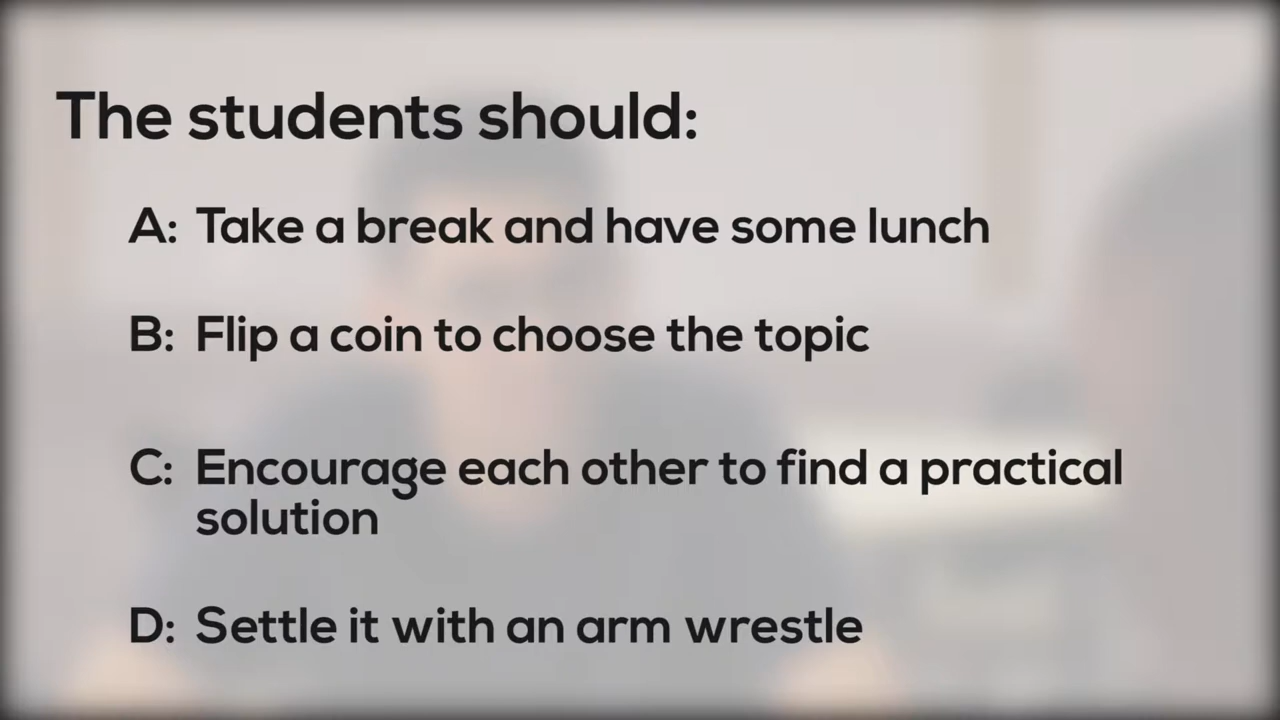 The students should:
A: Take a break and have some lunch
B: Flip a coin to choose the topic
C: Encourage each other to find a practical
solution
D: Settle it with an arm wrestle